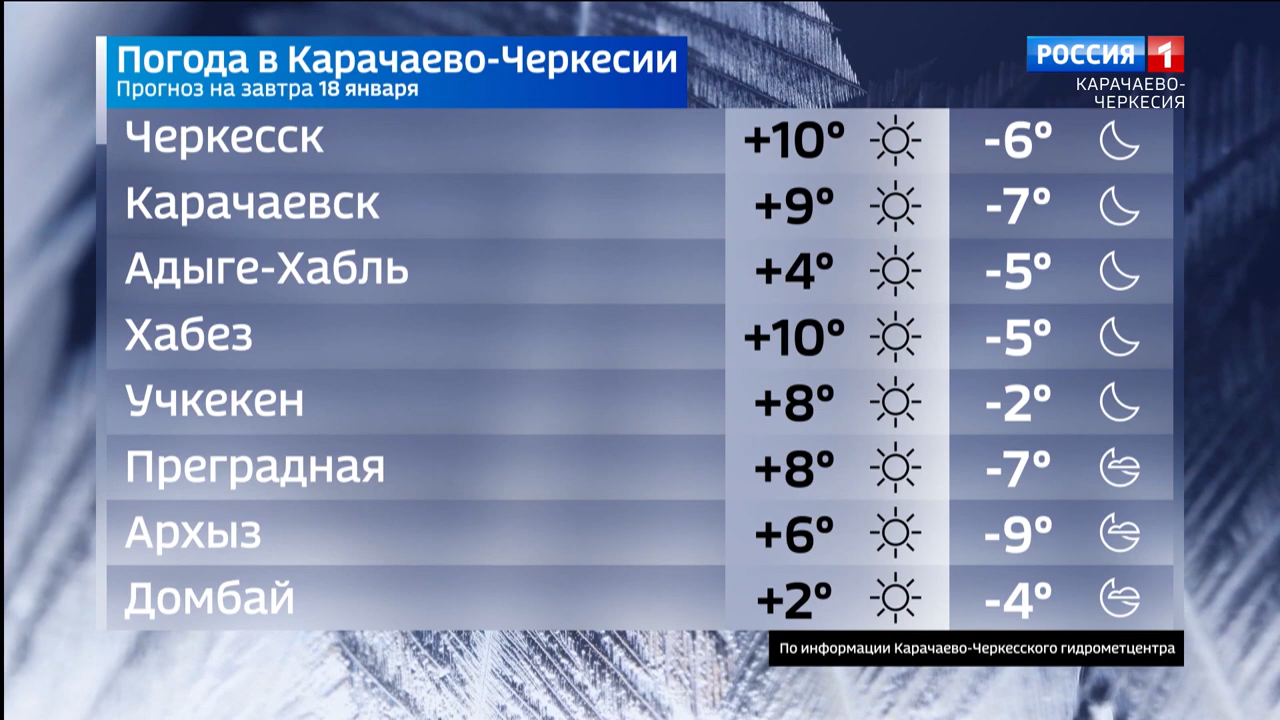 Погода в Карачаево-Черкесии
Прогноз на завтра 18 января
РОССИЯ 1
КАРАЧАЕВО-
ЧЕРКЕСИЯ
Черкесск +10° -6°
Карачаевск +9° -7°
Адыге-Хабль +4° -5°
Хабез +10° -5°
Учкекен +8° -2°
Преградная +8° -7°
Архыз +6° -9°
Домбай +2° -4°
По информации Карачаево-Черкесского гидрометцентра